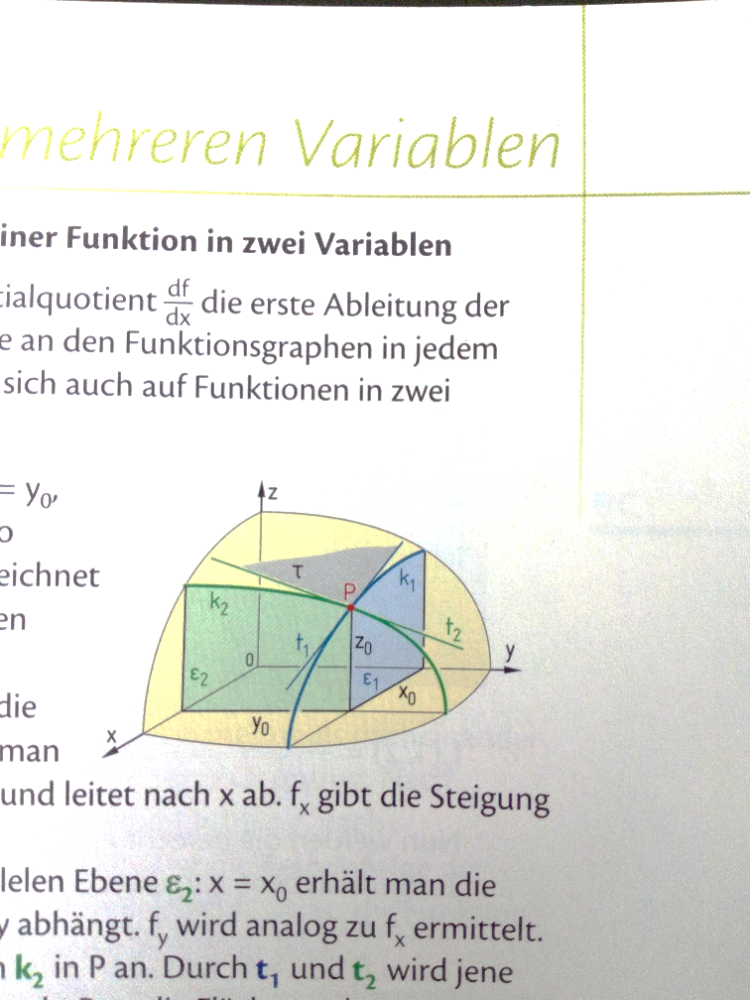 mehreren Variablen
iner Funktion in zwei Variablen
tialquotient df/dx die erste Ableitung der
e an den Funktionsgraphen in jedem
sich auch auf Funktionen in zwei
= y₀,
o
eichnet
en
die
man
z
τ
P
k₁
k₂
t₁
t₂
z₀
0
y
ε₂
ε₁
x₀
y₀
x
und leitet nach x ab. fₓ gibt die Steigung
lelen Ebene ε₂: x = x₀ erhält man die
y abhängt. f_y wird analog zu fₓ ermittelt.
n k₂ in P an. Durch t₁ und t₂ wird jene